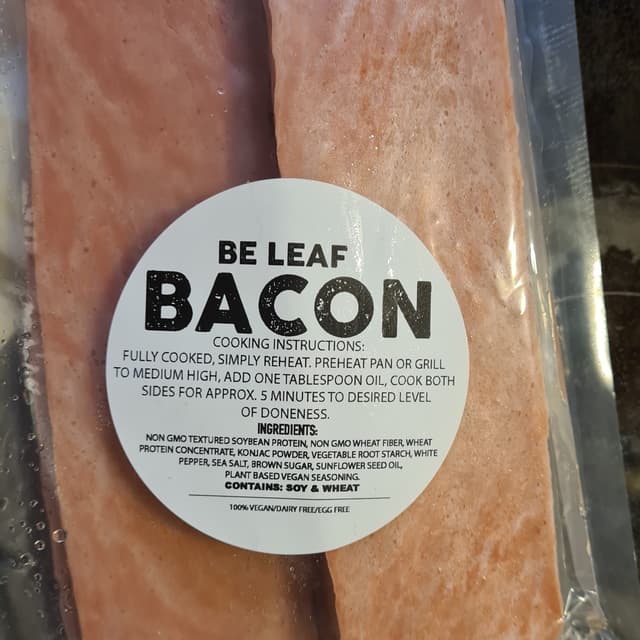 BE LEAF
BACON
COOKING INSTRUCTIONS:
FULLY COOKED, SIMPLY REHEAT. PREHEAT PAN OR GRILL
TO MEDIUM HIGH, ADD ONE TABLESPOON OIL, COOK BOTH
SIDES FOR APPROX. 5 MINUTES TO DESIRED LEVEL
OF DONENESS.
INGREDIENTS:
NON GMO TEXTURED SOYBEAN PROTEIN, NON GMO WHEAT FIBER, WHEAT
PROTEIN CONCENTRATE, KONJAC POWDER, VEGETABLE ROOT STARCH, WHITE
PEPPER, SEA SALT, BROWN SUGAR, SUNFLOWER SEED OIL,
PLANT BASED VEGAN SEASONING.
CONTAINS: SOY & WHEAT
100% VEGAN/DAIRY FREE/EGG FREE